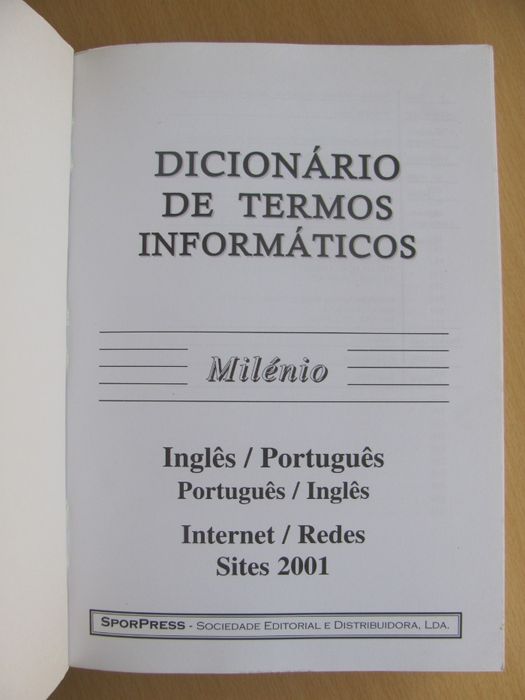 DICIONÁRIO
DE TERMOS
INFORMÁTICOS
Milénio
Inglês / Português
Português / Inglês
Internet / Redes
Sites 2001
SPORPRESS - SOCIEDADE EDITORIAL E DISTRIBUIDORA, LDA.